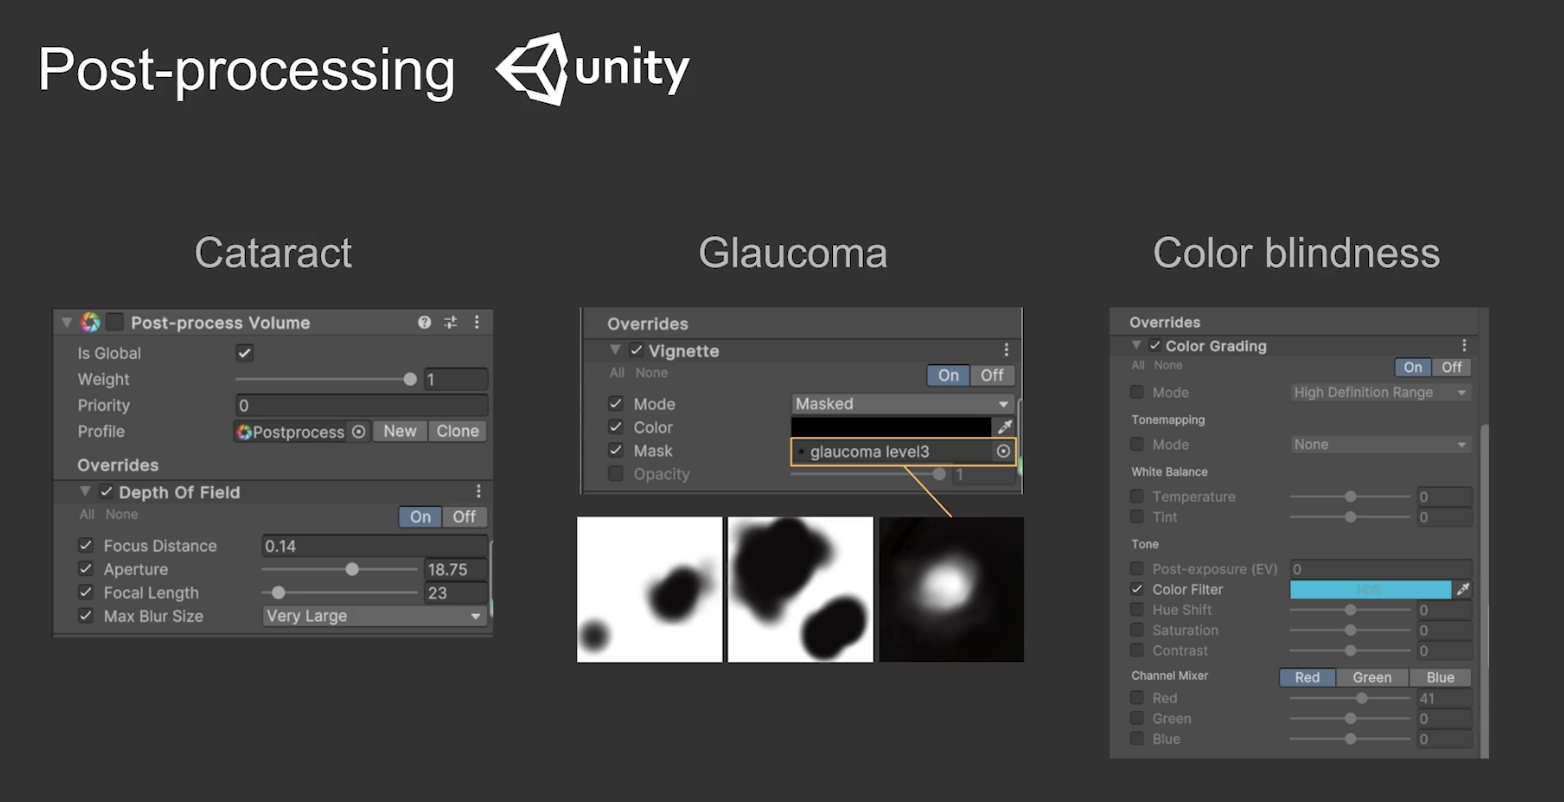 Post-processing unity
Cataract
Post-process Volume
Is Global
Weight 1
Priority 0
Profile Postprocess New Clone
Overrides
Depth Of Field
All None On Off
Focus Distance 0.14
Aperture 18.75
Focal Length 23
Max Blur Size Very Large
Glaucoma
Overrides
Vignette
All None On Off
Mode Masked
Color
Mask glaucoma level3
Opacity 1
Color blindness
Overrides
Color Grading
All None On Off
Mode High Definition Range
Tonemapping
Mode None
White Balance
Temperature 0
Tint 0
Tone
Post-exposure (EV) 0
Color Filter HDR
Hue Shift 0
Saturation 0
Contrast 0
Channel Mixer Red Green Blue
Red 41
Green 0
Blue 0